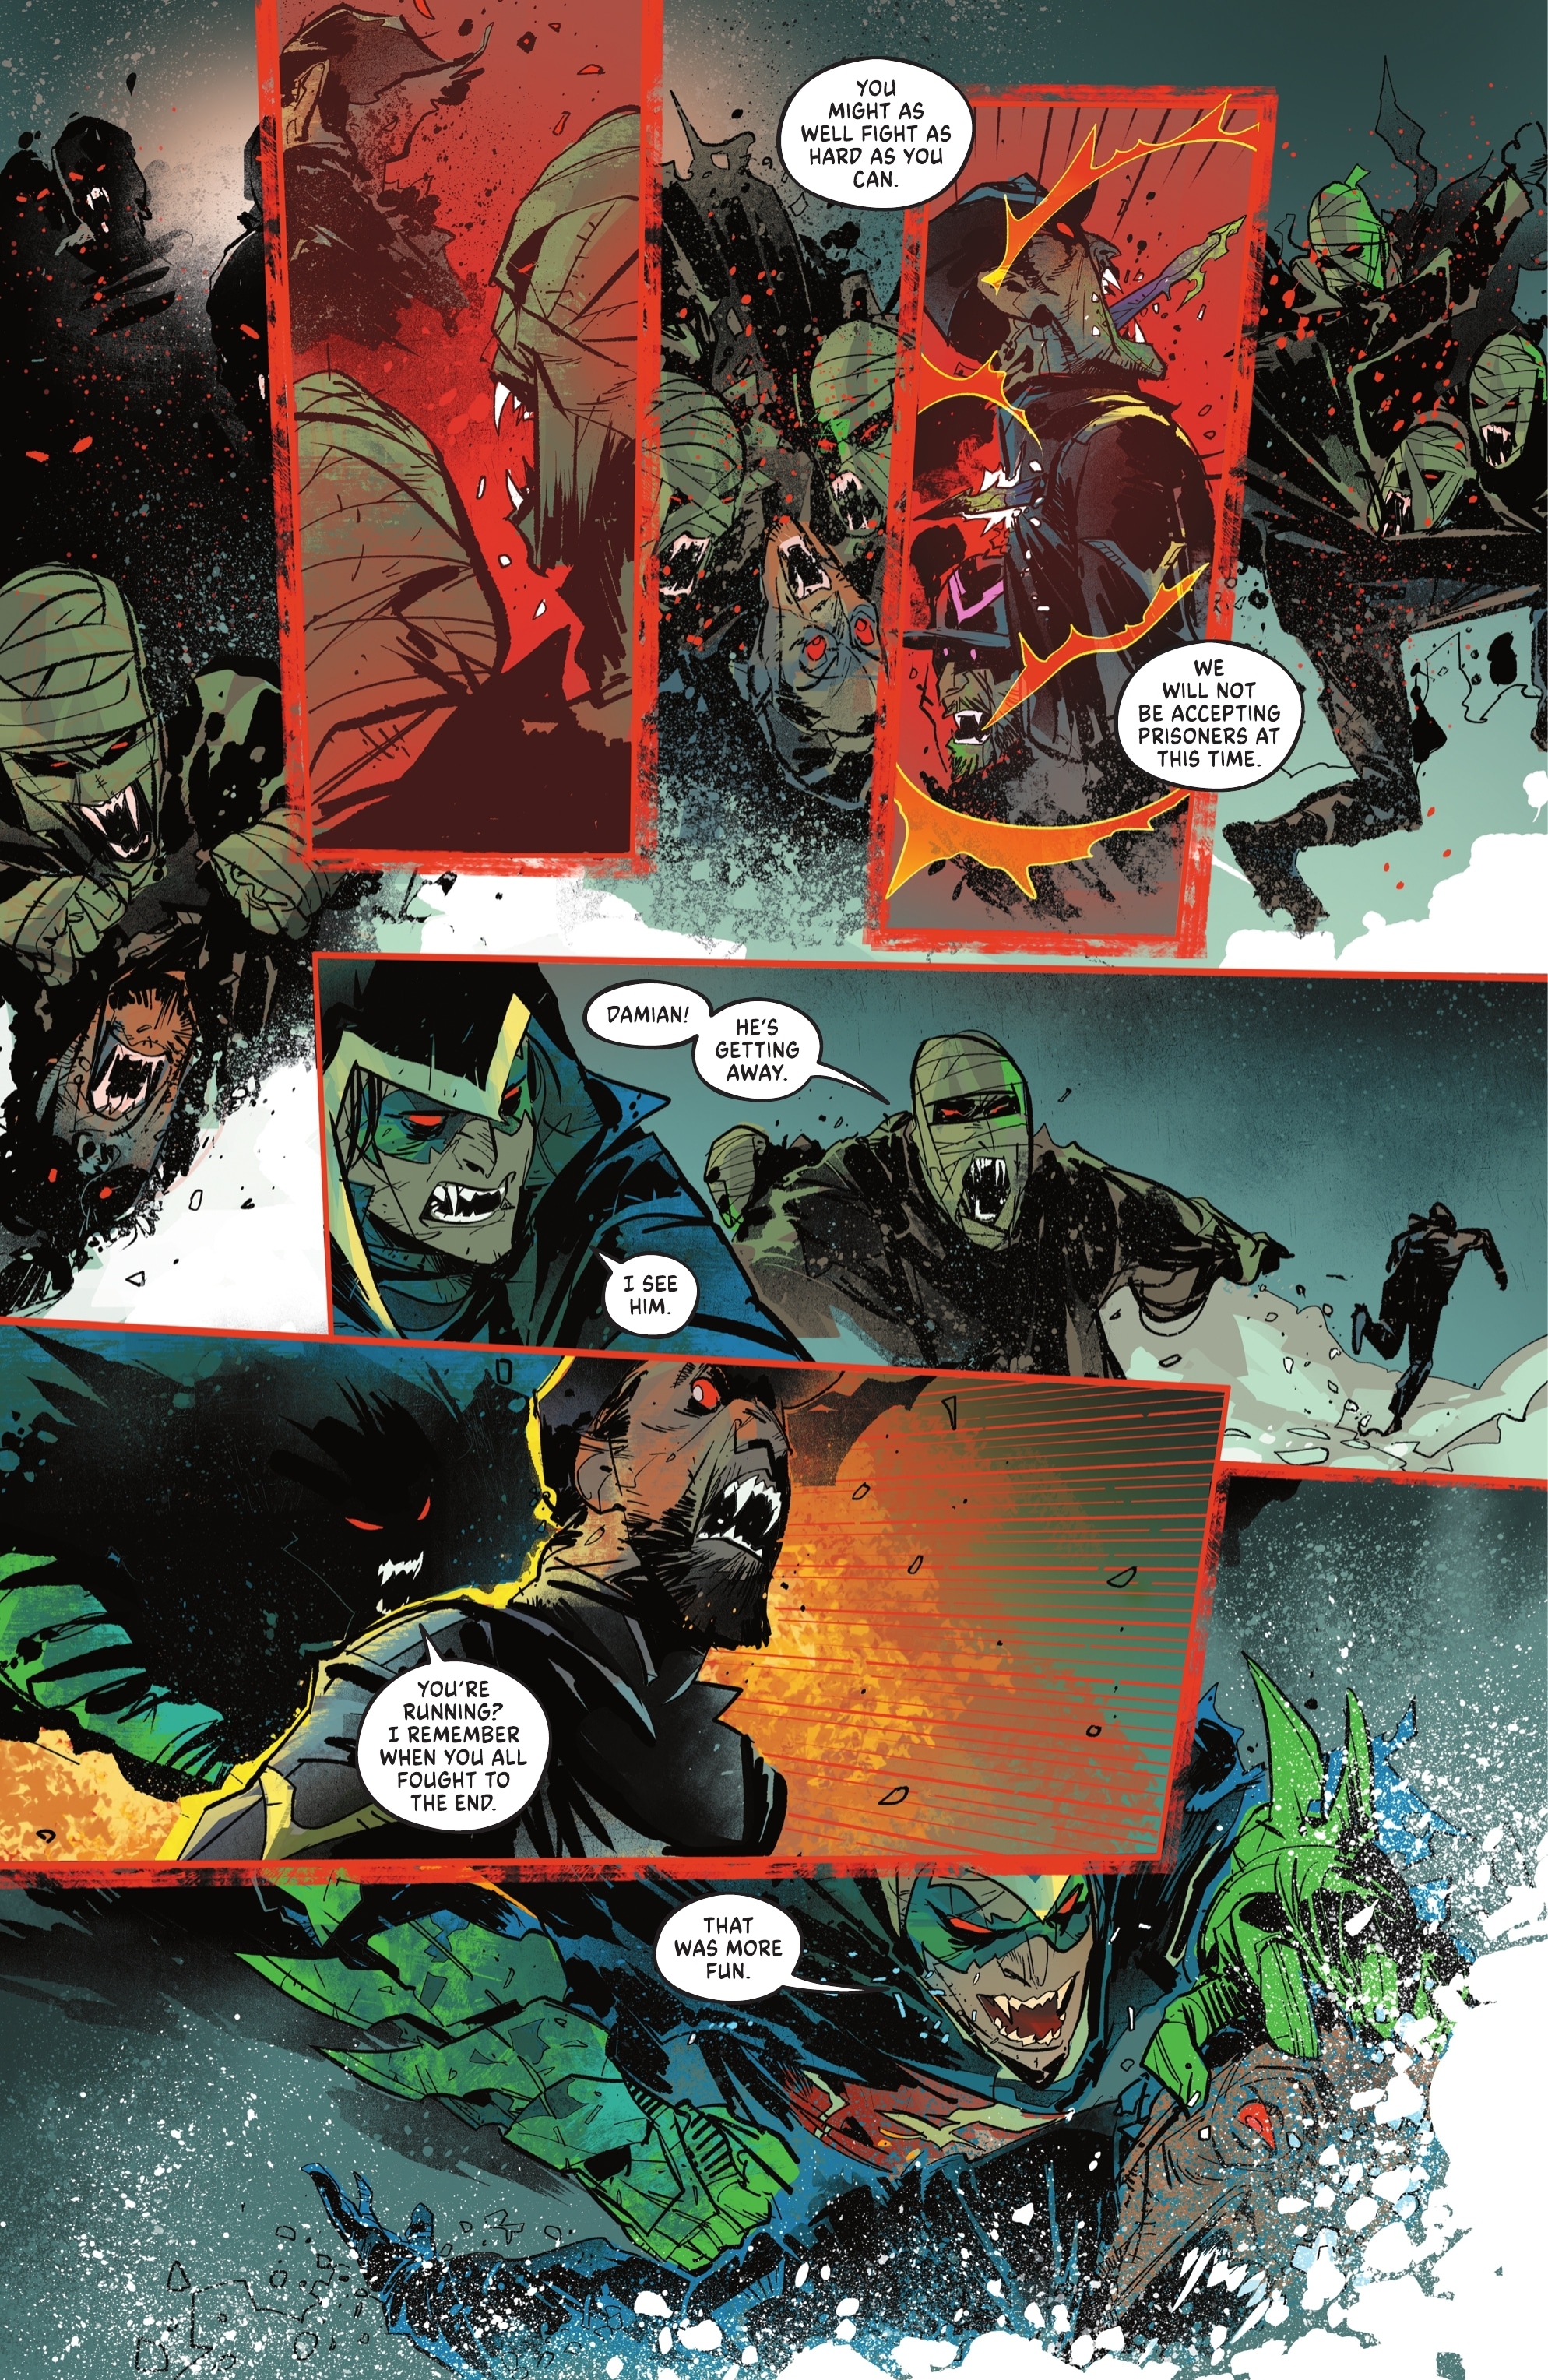 YOU
MIGHT AS
WELL FIGHT AS
HARD AS YOU
CAN.
WE
WILL NOT
BE ACCEPTING
PRISONERS AT
THIS TIME.
DAMIAN!
HE'S
GETTING
AWAY.
I SEE
HIM.
YOU'RE
RUNNING?
I REMEMBER
WHEN YOU ALL
FOUGHT TO
THE END.
THAT
WAS MORE
FUN.